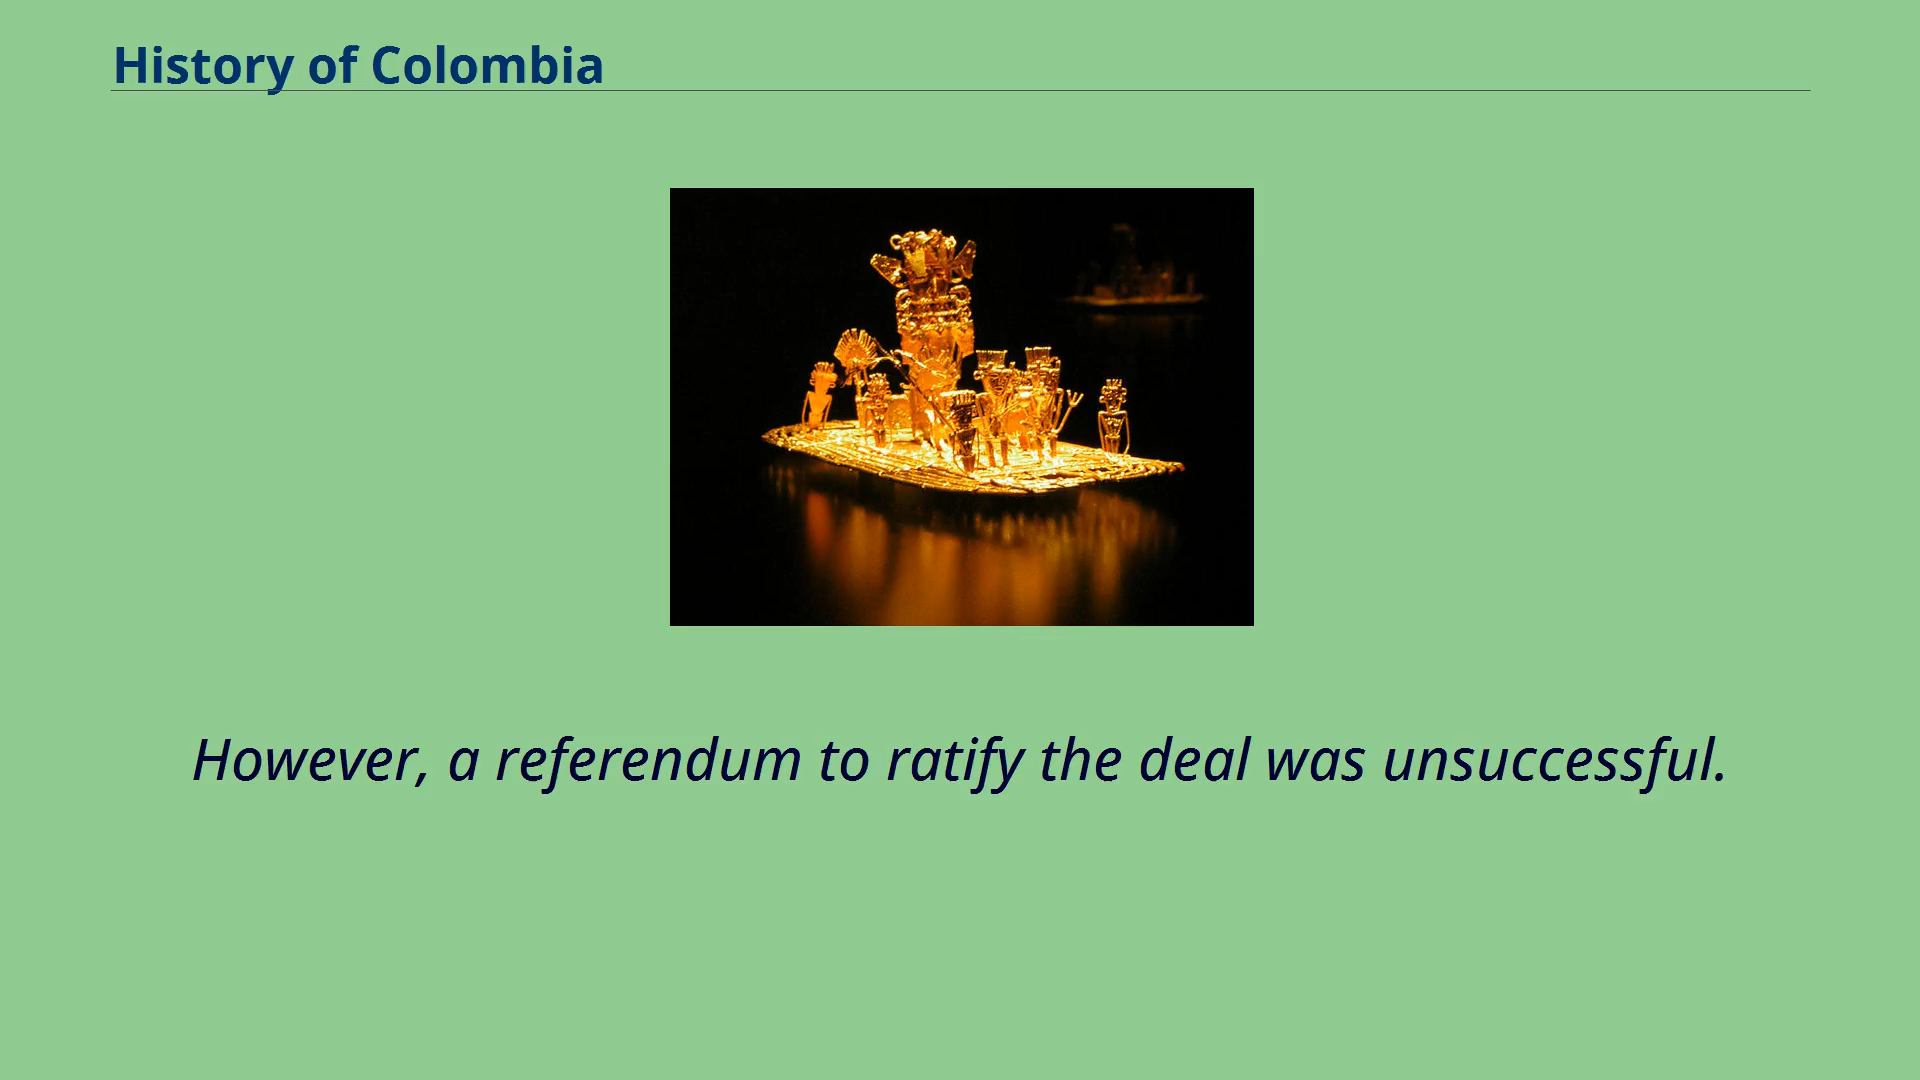 History of Colombia
However, a referendum to ratify the deal was unsuccessful.